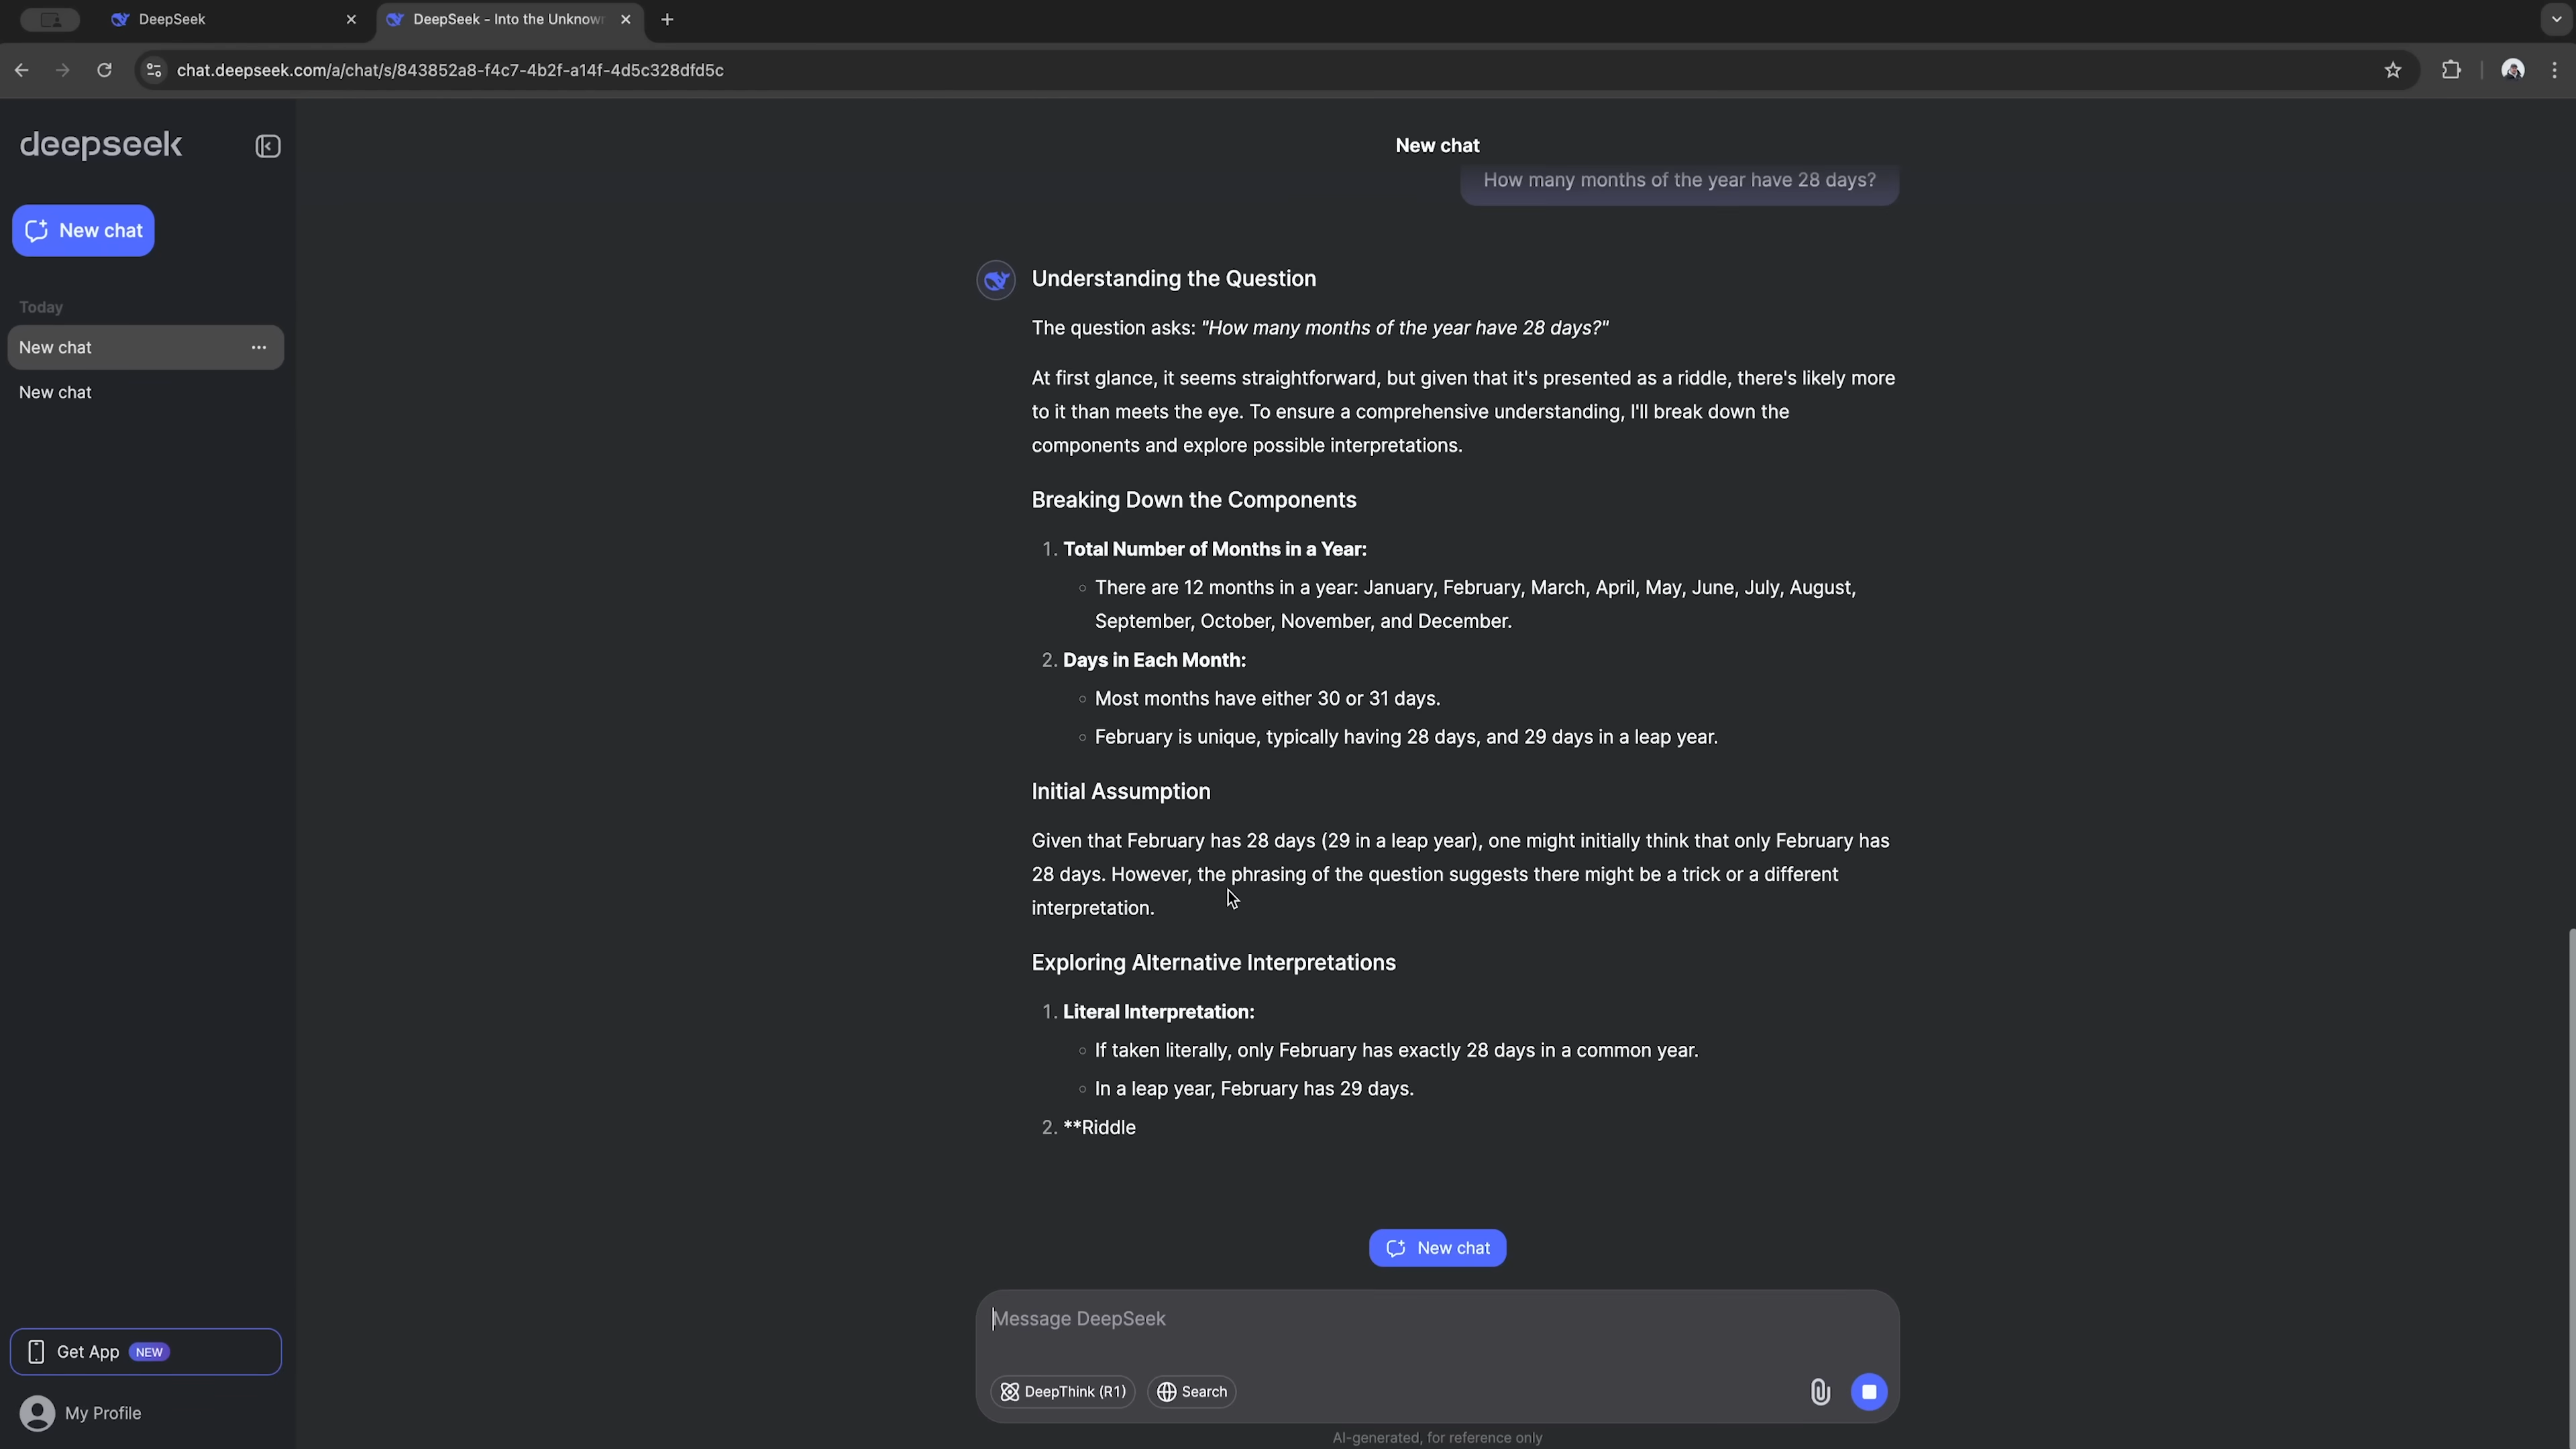 DeepSeek
DeepSeek - Into the Unknown
chat.deepseek.com/a/chat/s/843852a8-f4c7-4b2f-a14f-4d5c328dfd5c
deepseek
New chat
Today
New chat
New chat
Get App NEW
My Profile
New chat
How many months of the year have 28 days?
Understanding the Question
The question asks: "How many months of the year have 28 days?"
At first glance, it seems straightforward, but given that it's presented as a riddle, there's likely more
to it than meets the eye. To ensure a comprehensive understanding, I'll break down the
components and explore possible interpretations.
Breaking Down the Components
1. Total Number of Months in a Year:
There are 12 months in a year: January, February, March, April, May, June, July, August,
September, October, November, and December.
2. Days in Each Month:
Most months have either 30 or 31 days.
February is unique, typically having 28 days, and 29 days in a leap year.
Initial Assumption
Given that February has 28 days (29 in a leap year), one might initially think that only February has
28 days. However, the phrasing of the question suggests there might be a trick or a different
interpretation.
Exploring Alternative Interpretations
1. Literal Interpretation:
If taken literally, only February has exactly 28 days in a common year.
In a leap year, February has 29 days.
2. **Riddle
New chat
Message DeepSeek
DeepThink (R1) Search
AI-generated, for reference only